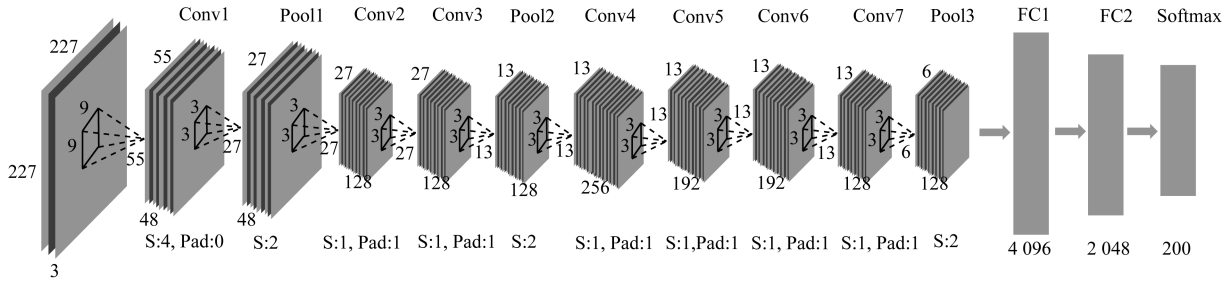 Conv1 Pool1 Conv2 Conv3 Pool2 Conv4 Conv5 Conv6 Conv7 Pool3 FC1 FC2 Softmax
227 55 27 27 27 13 13 13 13 13 6
9 3 3 3 3 3 3 3 3 3
9 3 3 3 3 3 3 3 3 3
55 27 27 27 13 13 13 13 13 6
227
48 48 128 128 128 256 192 192 128 128
S:4, Pad:0 S:2 S:1, Pad:1 S:1, Pad:1 S:2 S:1, Pad:1 S:1,Pad:1 S:1, Pad:1 S:1, Pad:1 S:2 4 096 2 048 200
3